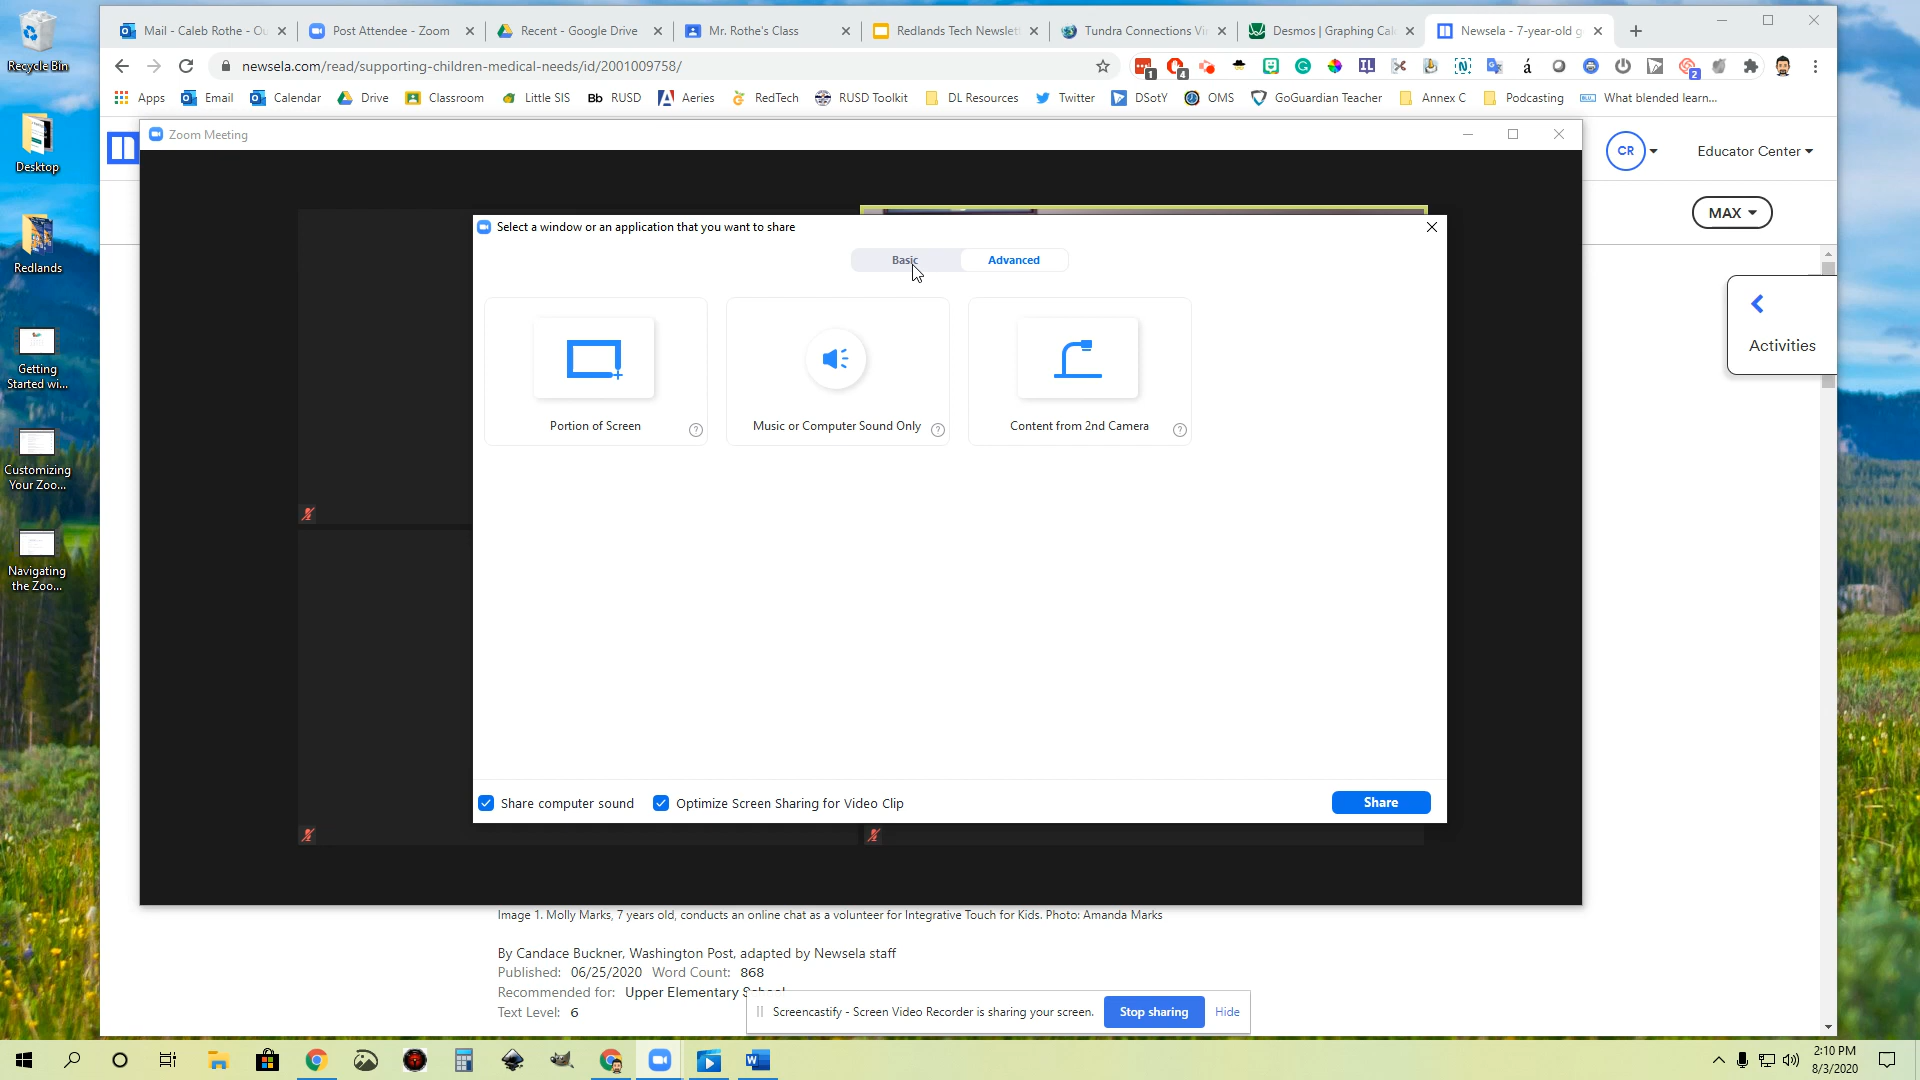 Recycle Bin
Desktop
Redlands
Getting
Started wi...
Customizing
Your Zoo...
Navigating
the Zoo...
Mail - Caleb Rothe - Ou
Post Attendee - Zoom
Recent - Google Drive
Mr. Rothe's Class
Redlands Tech Newslett
Tundra Connections Vi
Desmos | Graphing Cal
Newsela - 7-year-old g
newsela.com/read/supporting-children-medical-needs/id/2001009758/
Apps
Email
Calendar
Drive
Classroom
Little SIS
Bb RUSD
Aeries
RedTech
RUSD Toolkit
DL Resources
Twitter
DSotY
OMS
GoGuardian Teacher
Annex C
Podcasting
What blended learn...
Zoom Meeting
CR
Educator Center
MAX
Activities
Select a window or an application that you want to share
Basic
Advanced
Portion of Screen
Music or Computer Sound Only
Content from 2nd Camera
Share computer sound
Optimize Screen Sharing for Video Clip
Share
Image 1. Molly Marks, 7 years old, conducts an online chat as a volunteer for Integrative Touch for Kids. Photo: Amanda Marks
By Candace Buckner, Washington Post, adapted by Newsela staff
Published: 06/25/2020 Word Count: 868
Recommended for: Upper Elementary School
Text Level: 6
Screencastify - Screen Video Recorder is sharing your screen.
Stop sharing
Hide
2:10 PM
8/3/2020